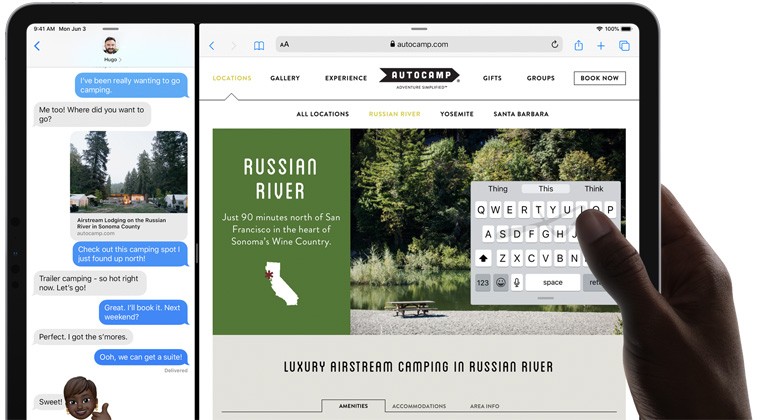 9:41 AM Mon Jun 3
100%
Hugo
I've been really wanting to go
camping.
Me too! Where did you want to
go?
Airstream Lodging on the Russian
River in Sonoma County
autocamp.com
Check out this camping spot I
just found up north!
Trailer camping - so hot right
now. Let's go!
Great. I'll book it. Next
weekend?
Perfect. I got the s'mores.
Ooh, we can get a suite!
Delivered
Sweet!
AA
autocamp.com
LOCATIONS GALLERY EXPERIENCE AUTOCAMP GIFTS GROUPS BOOK NOW
ADVENTURE SIMPLIFIED™
ALL LOCATIONS RUSSIAN RIVER YOSEMITE SANTA BARBARA
RUSSIAN
RIVER
Just 90 minutes north of San
Francisco in the heart of
Sonoma's Wine Country.
Thing This Think
Q W E R T Y U I O P
A S D F G H J
Z X C V B N
123 space
LUXURY AIRSTREAM CAMPING IN RUSSIAN RIVER
AMENITIES ACCOMMODATIONS AREA INFO